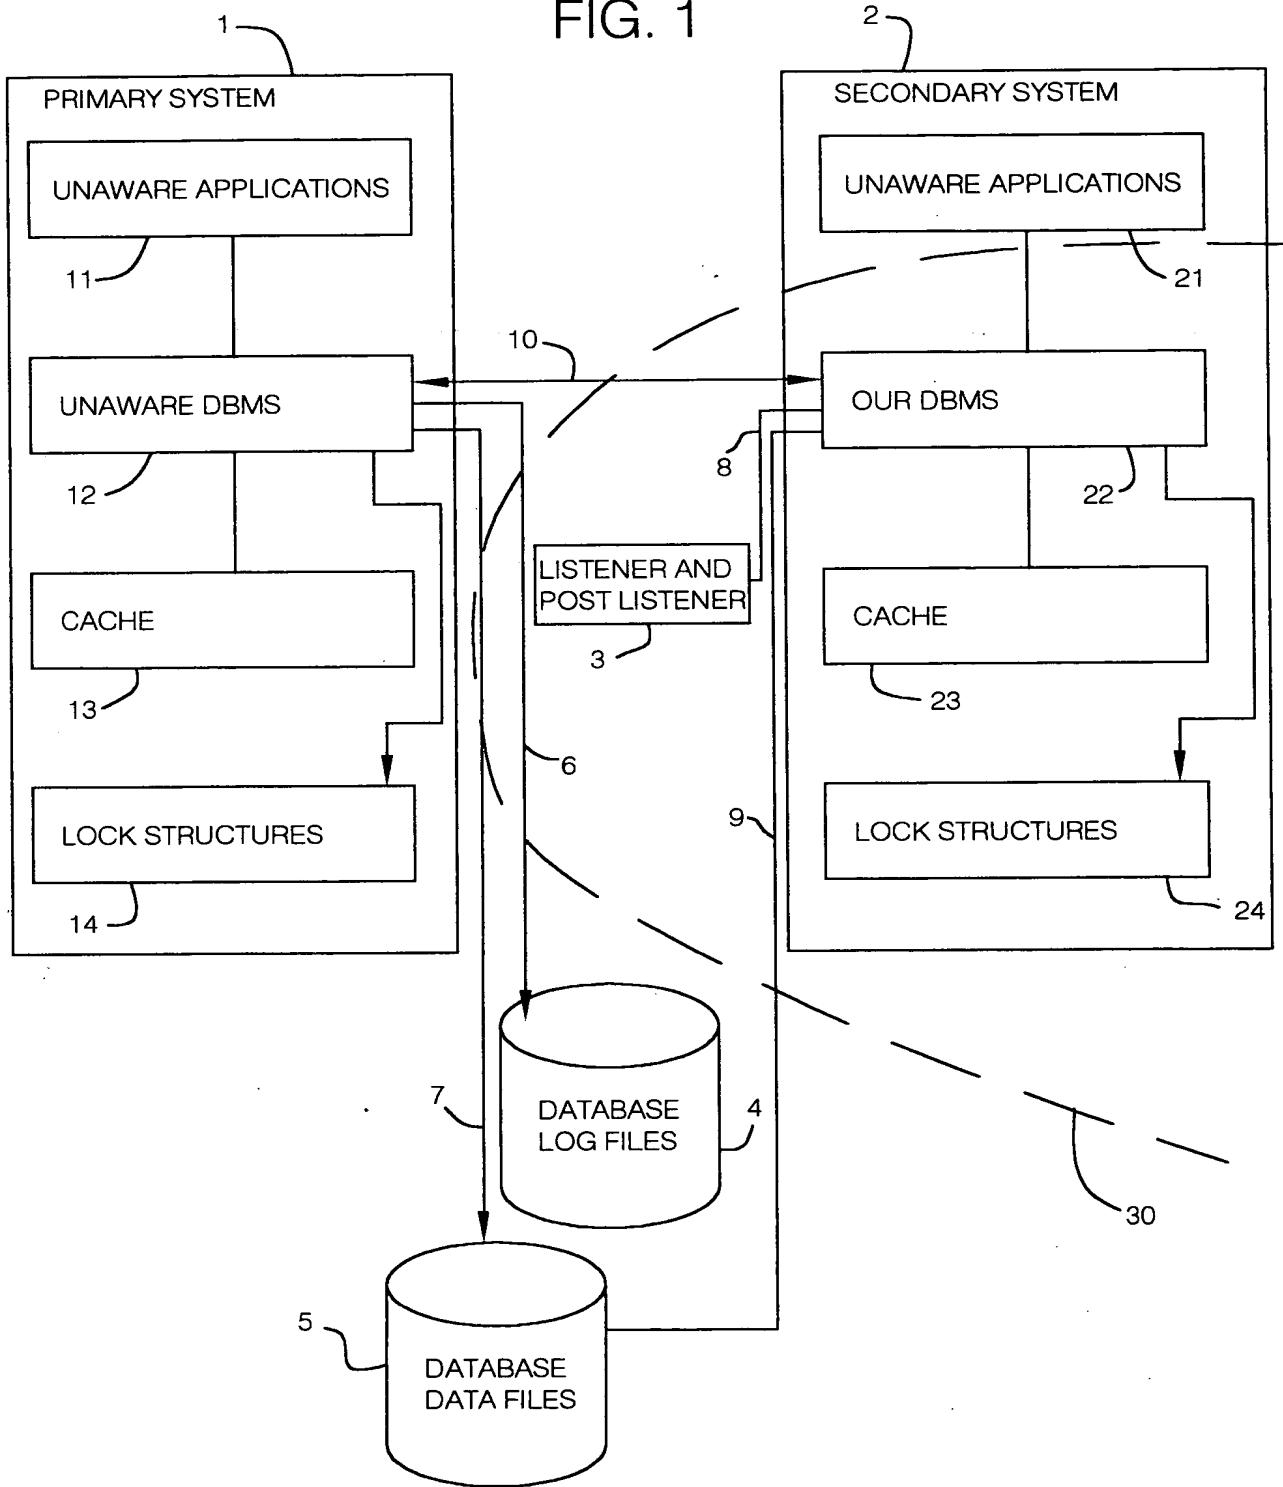 FIG. 1
1
2
PRIMARY SYSTEM
SECONDARY SYSTEM
UNAWARE APPLICATIONS
UNAWARE APPLICATIONS
11
21
10
UNAWARE DBMS
OUR DBMS
8
12
22
LISTENER AND
POST LISTENER
CACHE
CACHE
3
13
23
6
9
LOCK STRUCTURES
LOCK STRUCTURES
14
24
7
DATABASE
LOG FILES
4
30
5
DATABASE
DATA FILES